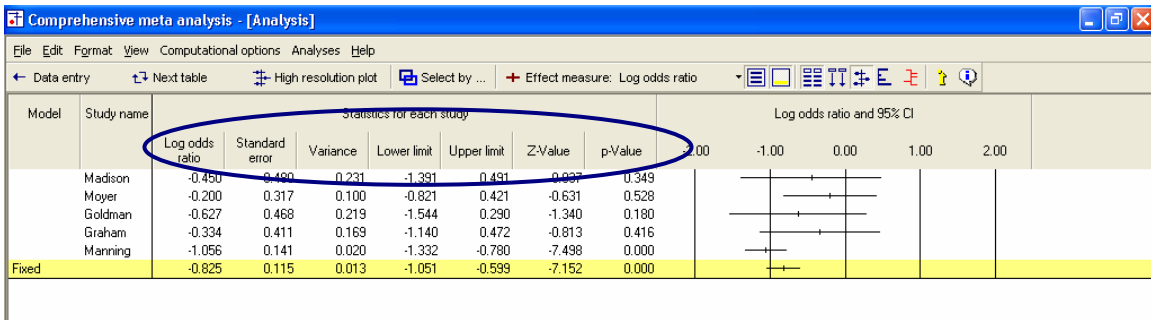 Comprehensive meta analysis - [Analysis]
File Edit Format View Computational options Analyses Help
Data entry Next table High resolution plot Select by ... Effect measure: Log odds ratio
Model Study name Statistics for each study Log odds ratio and 95% CI
Log odds ratio Standard error Variance Lower limit Upper limit Z-Value p-Value -2.00 -1.00 0.00 1.00 2.00
Madison -0.450 0.480 0.231 -1.391 0.491 -0.937 0.349
Moyer -0.200 0.317 0.100 -0.821 0.421 -0.631 0.528
Goldman -0.627 0.468 0.219 -1.544 0.290 -1.340 0.180
Graham -0.334 0.411 0.169 -1.140 0.472 -0.813 0.416
Manning -1.056 0.141 0.020 -1.332 -0.780 -7.498 0.000
Fixed -0.825 0.115 0.013 -1.051 -0.599 -7.152 0.000